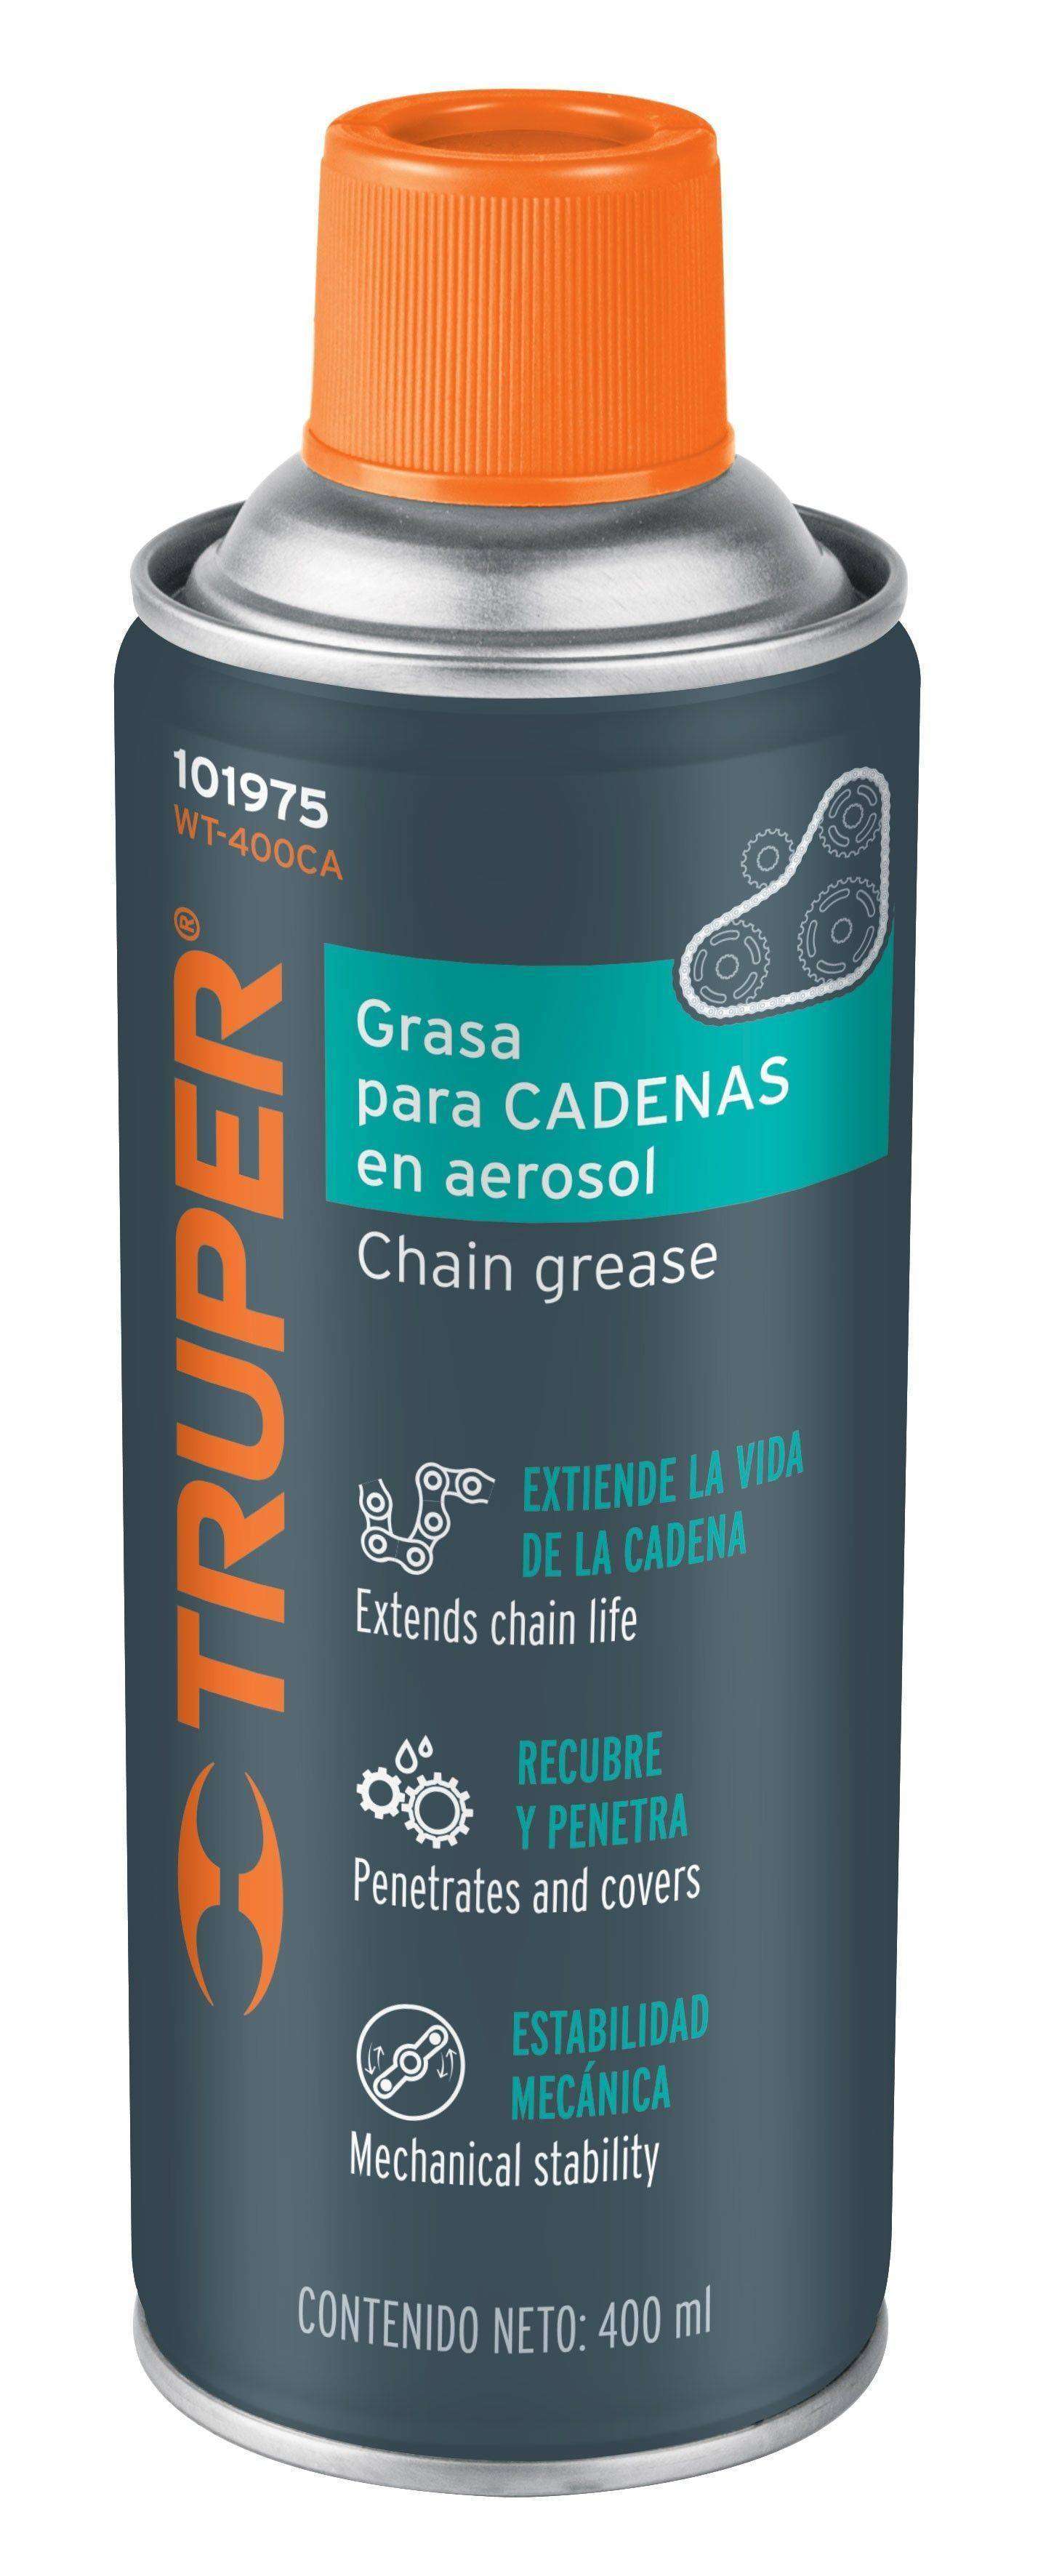 101975
WT-400CA
TRUPER®
Grasa
para CADENAS
en aerosol
Chain grease
EXTIENDE LA VIDA
DE LA CADENA
Extends chain life
RECUBRE
Y PENETRA
Penetrates and covers
ESTABILIDAD
MECÁNICA
Mechanical stability
CONTENIDO NETO: 400 ml